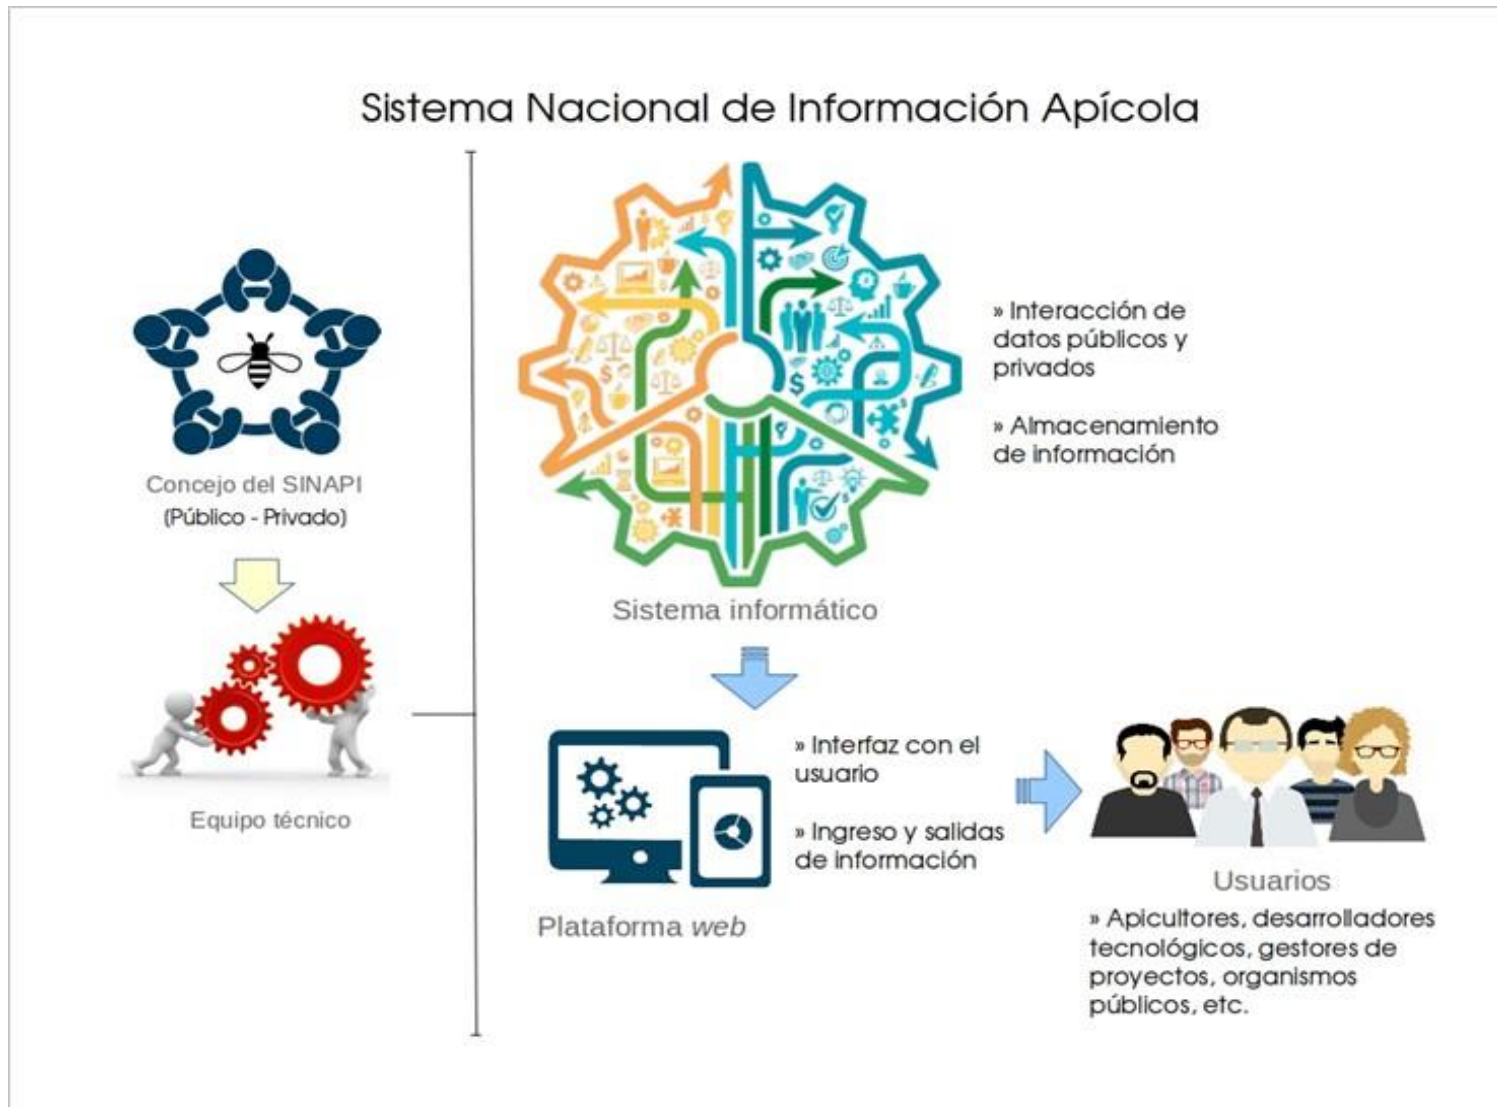 Sistema Nacional de Información Apícola
Concejo del SINAPI
(Público - Privado)
Equipo técnico
» Interacción de
datos públicos y
privados
» Almacenamiento
de información
Sistema informático
» Interfaz con el
usuario
» Ingreso y salidas
de información
Plataforma web
Usuarios
» Apicultores, desarrolladores
tecnológicos, gestores de
proyectos, organismos
públicos, etc.